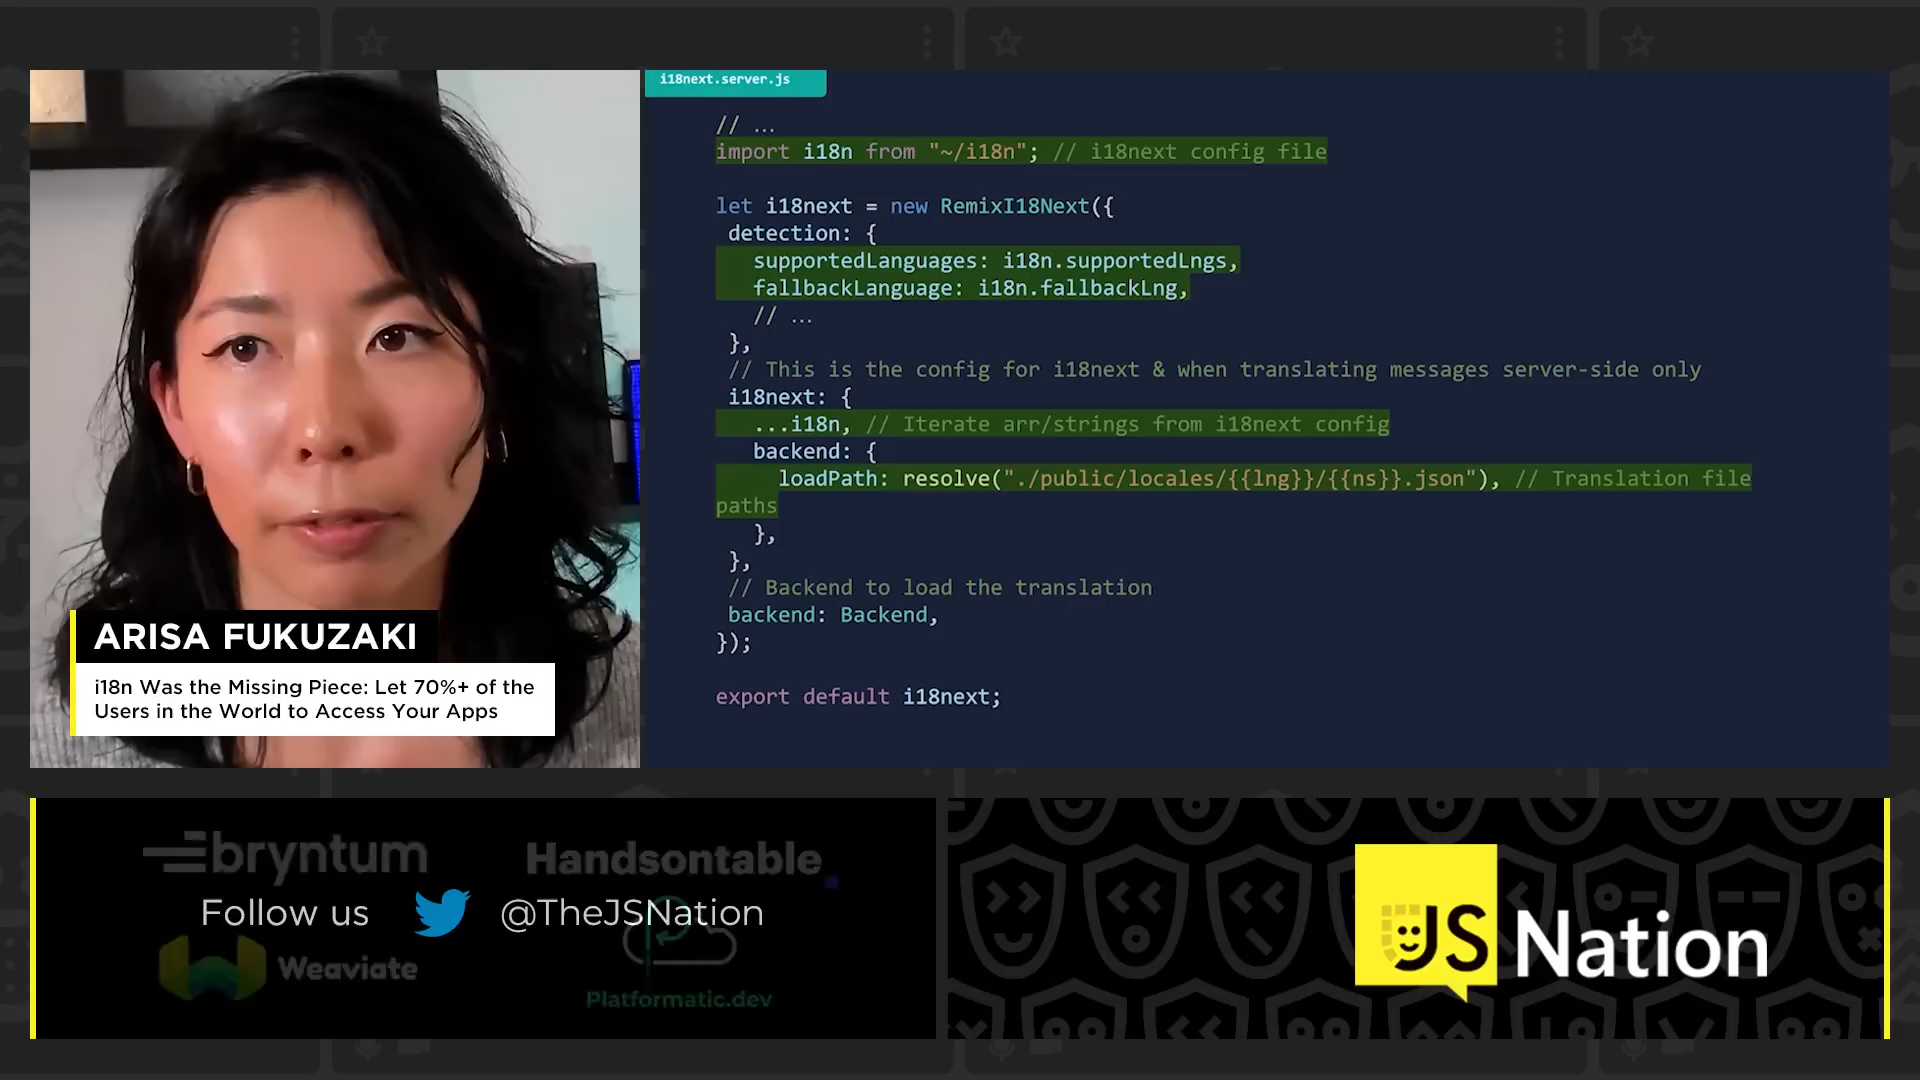 i18next.server.js
// ...
import i18n from "~/i18n"; // i18next config file
let i18next = new RemixI18Next({
detection: {
supportedLanguages: i18n.supportedLngs,
fallbackLanguage: i18n.fallbackLng,
// ...
},
// This is the config for i18next & when translating messages server-side only
i18next: {
...i18n, // Iterate arr/strings from i18next config
backend: {
loadPath: resolve("./public/locales/{{lng}}/{{ns}}.json"), // Translation file
paths
},
},
// Backend to load the translation
backend: Backend,
});
export default i18next;
ARISA FUKUZAKI
i18n Was the Missing Piece: Let 70%+ of the
Users in the World to Access Your Apps
bryntum
Handsontable
Follow us @TheJSNation
Weaviate
Platformatic.dev
JS Nation